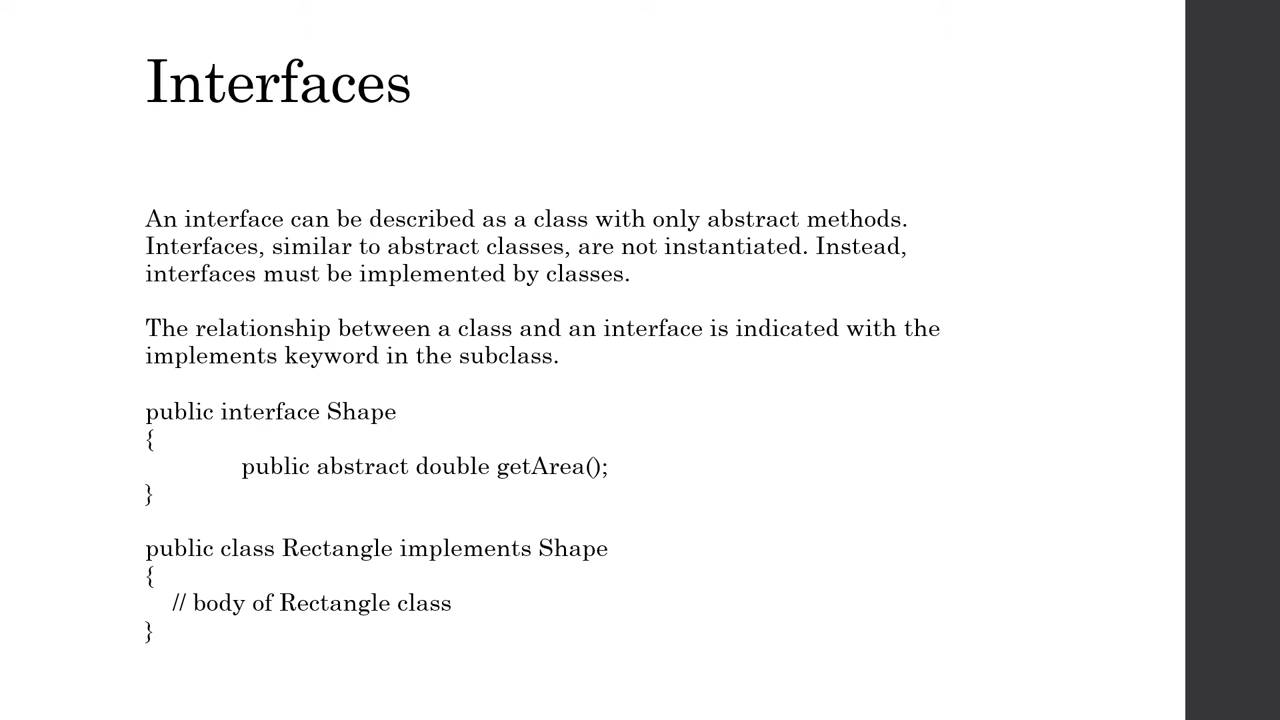 Interfaces
An interface can be described as a class with only abstract methods.
Interfaces, similar to abstract classes, are not instantiated. Instead,
interfaces must be implemented by classes.
The relationship between a class and an interface is indicated with the
implements keyword in the subclass.
public interface Shape
{
public abstract double getArea();
}
public class Rectangle implements Shape
{
// body of Rectangle class
}